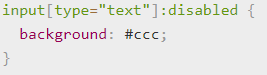 input[type="text"]:disabled {
  background: #ccc;
}